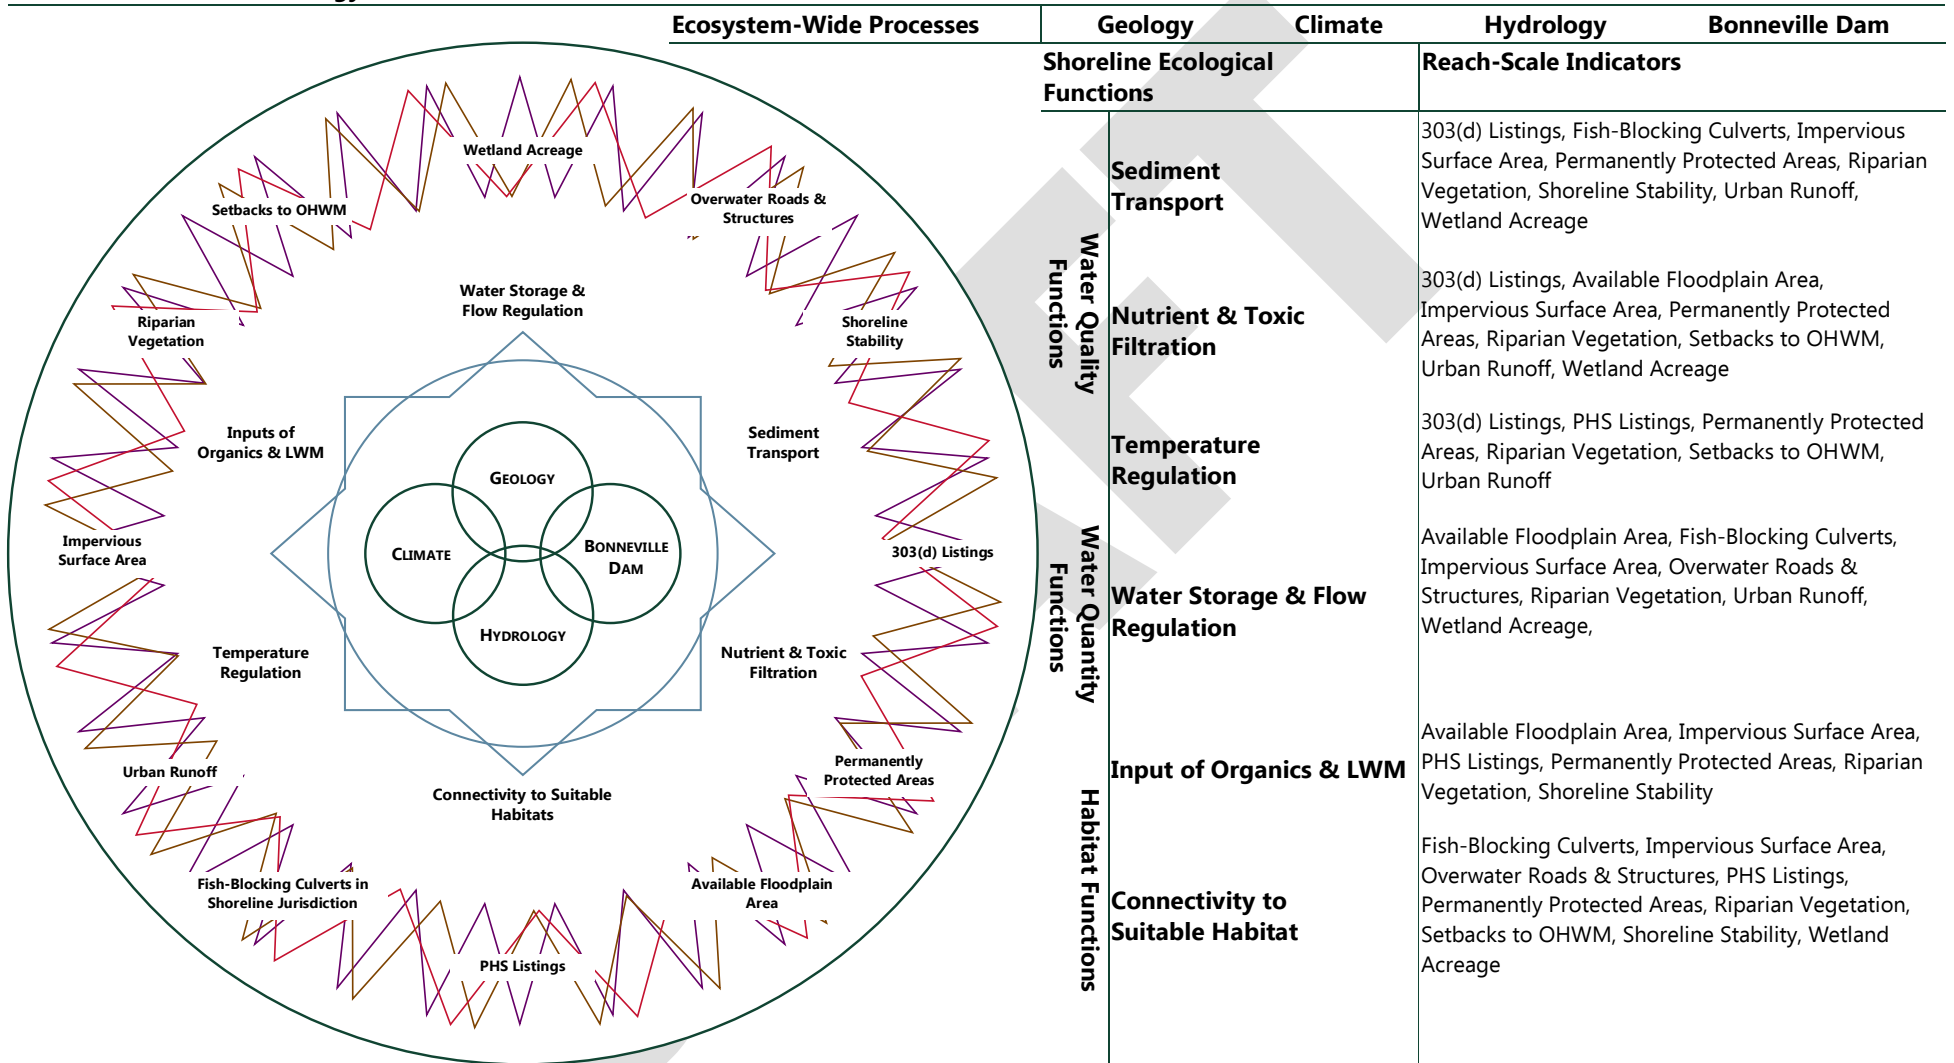 Ecosystem-Wide Processes
Geology Climate Hydrology Bonneville Dam
Shoreline Ecological
Functions
Reach-Scale Indicators
Wetland Acreage
Setbacks to OHWM
Overwater Roads &
Structures
Water Storage &
Flow Regulation
Riparian
Vegetation
Shoreline
Stability
Inputs of
Organics & LWM
Sediment
Transport
GEOLOGY
CLIMATE
BONNEVILLE
DAM
HYDROLOGY
Impervious
Surface Area
303(d) Listings
Temperature
Regulation
Nutrient & Toxic
Filtration
Urban Runoff
Permanently
Protected Areas
Connectivity to Suitable
Habitats
Fish-Blocking Culverts in
Shoreline Jurisdiction
Available Floodplain
Area
PHS Listings
Water Quality
Functions
Sediment
Transport
303(d) Listings, Fish-Blocking Culverts, Impervious
Surface Area, Permanently Protected Areas, Riparian
Vegetation, Shoreline Stability, Urban Runoff,
Wetland Acreage
Nutrient & Toxic
Filtration
303(d) Listings, Available Floodplain Area,
Impervious Surface Area, Permanently Protected
Areas, Riparian Vegetation, Setbacks to OHWM,
Urban Runoff, Wetland Acreage
Temperature
Regulation
303(d) Listings, PHS Listings, Permanently Protected
Areas, Riparian Vegetation, Setbacks to OHWM,
Urban Runoff
Water Quantity
Functions
Water Storage & Flow
Regulation
Available Floodplain Area, Fish-Blocking Culverts,
Impervious Surface Area, Overwater Roads &
Structures, Riparian Vegetation, Urban Runoff,
Wetland Acreage,
Habitat Functions
Input of Organics & LWM
Available Floodplain Area, Impervious Surface Area,
PHS Listings, Permanently Protected Areas, Riparian
Vegetation, Shoreline Stability
Connectivity to
Suitable Habitat
Fish-Blocking Culverts, Impervious Surface Area,
Overwater Roads & Structures, PHS Listings,
Permanently Protected Areas, Riparian Vegetation,
Setbacks to OHWM, Shoreline Stability, Wetland
Acreage